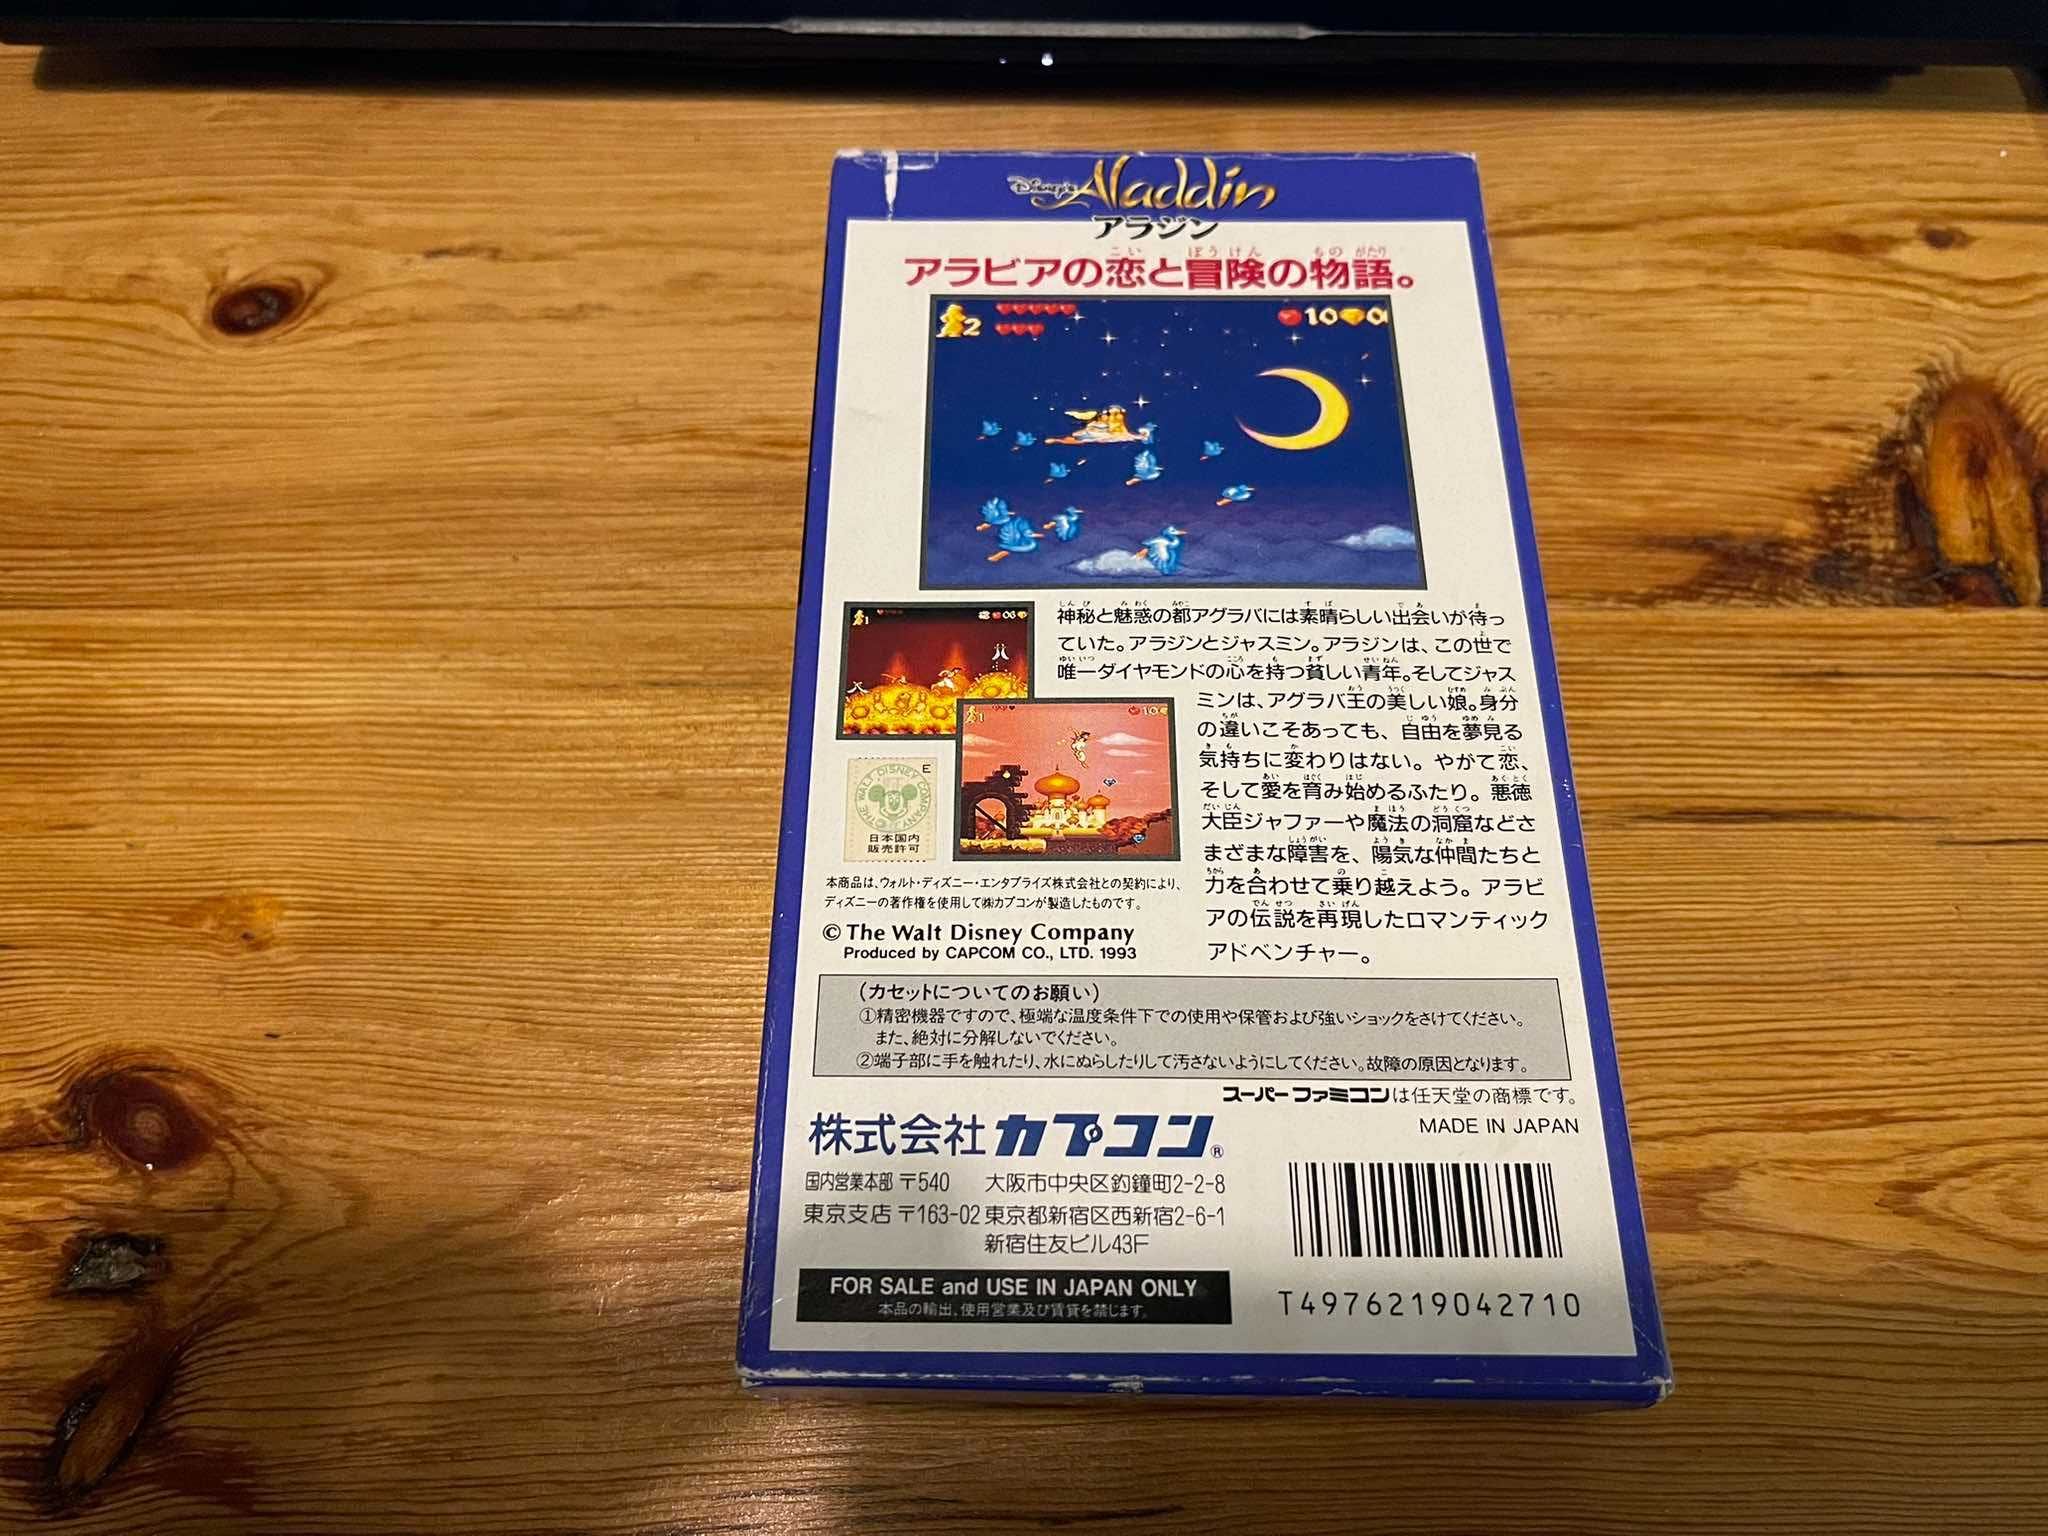 Disney's Aladdin
アラジン
アラビアの恋と冒険の物語。
2
10 0
1
06
1
10
神秘と魅惑の都アグラバには素晴らしい出会いが待っ
ていた。アラジンとジャスミン。アラジンは、この世で
唯一ダイヤモンドの心を持つ貧しい青年。そしてジャス
ミンは、アグラバ王の美しい娘。身分
の違いこそあっても、自由を夢見る
気持ちに変わりはない。やがて恋、
そして愛を育み始めるふたり。悪徳
大臣ジャファーや魔法の洞窟などさ
まざまな障害を、陽気な仲間たちと
力を合わせて乗り越えよう。アラビ
アの伝説を再現したロマンティック
アドベンチャー。
E
©THE WALT DISNEY COMPANY
日本国内
販売許可
本商品は、ウォルト・ディズニー・エンタプライズ株式会社との契約により、
ディズニーの著作権を使用して㈱カプコンが製造したものです。
© The Walt Disney Company
Produced by CAPCOM CO., LTD. 1993
(カセットについてのお願い)
①精密機器ですので、極端な温度条件下での使用や保管および強いショックをさけてください。
また、絶対に分解しないでください。
②端子部に手を触れたり、水にぬらしたりして汚さないようにしてください。故障の原因となります。
スーパーファミコンは任天堂の商標です。
MADE IN JAPAN
株式会社カプコン®
国内営業本部 〒540 大阪市中央区釣鐘町2-2-8
東京支店 〒163-02 東京都新宿区西新宿2-6-1
新宿住友ビル43F
FOR SALE and USE IN JAPAN ONLY
本品の輸出、使用営業及び賃貸を禁じます。
T4976219042710